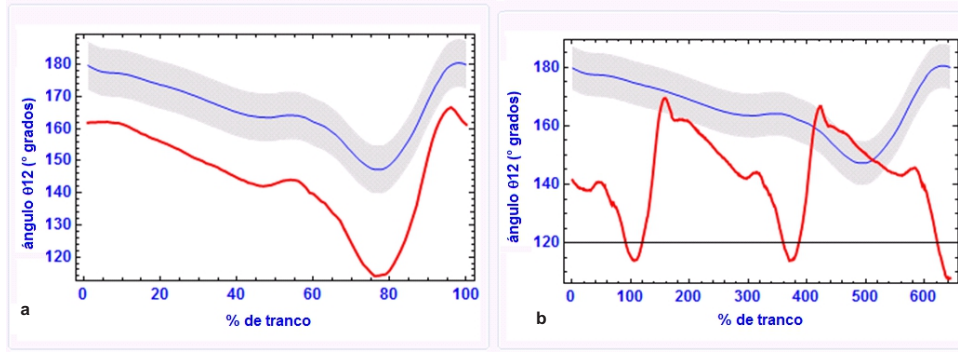 ángulo θ12 (° grados)
180
170
160
150
140
130
120
0 20 40 60 80 100
% de tranco
a
ángulo θ12 (° grados)
180
160
140
120
0 100 200 300 400 500 600
% de tranco
b